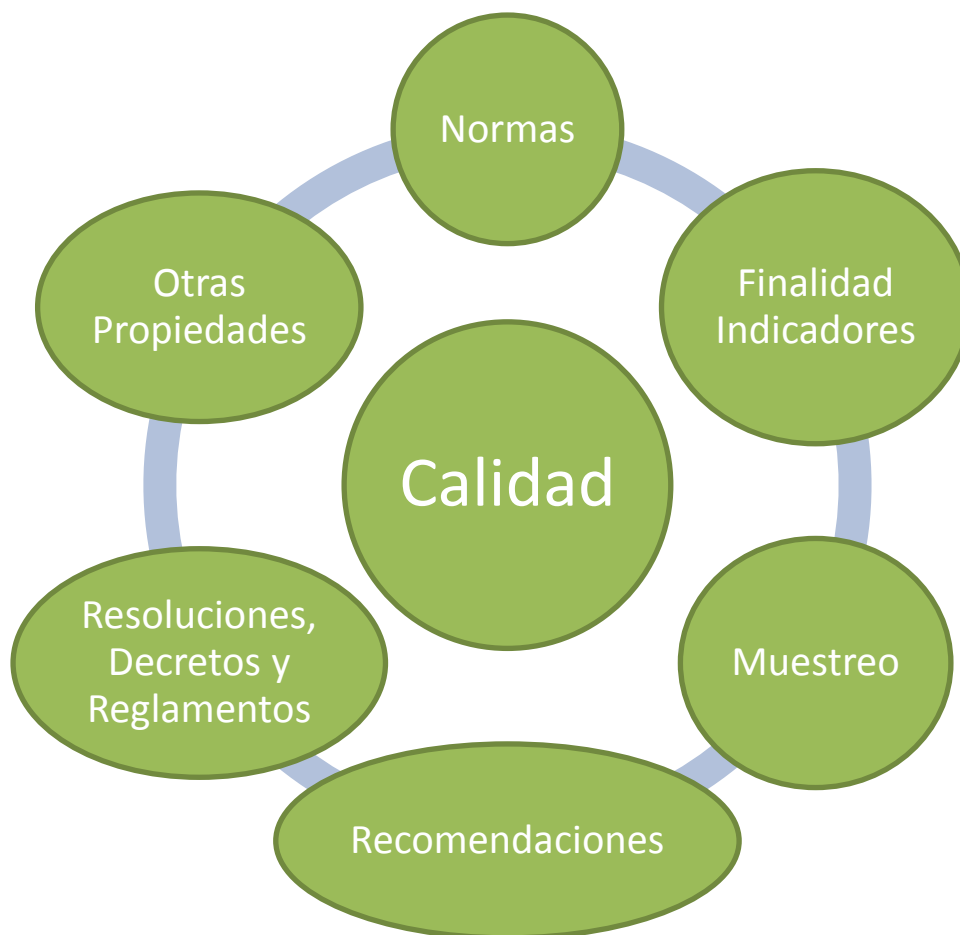 Normas
Finalidad
Indicadores
Muestreo
Recomendaciones
Resoluciones,
Decretos y
Reglamentos
Otras
Propiedades
Calidad